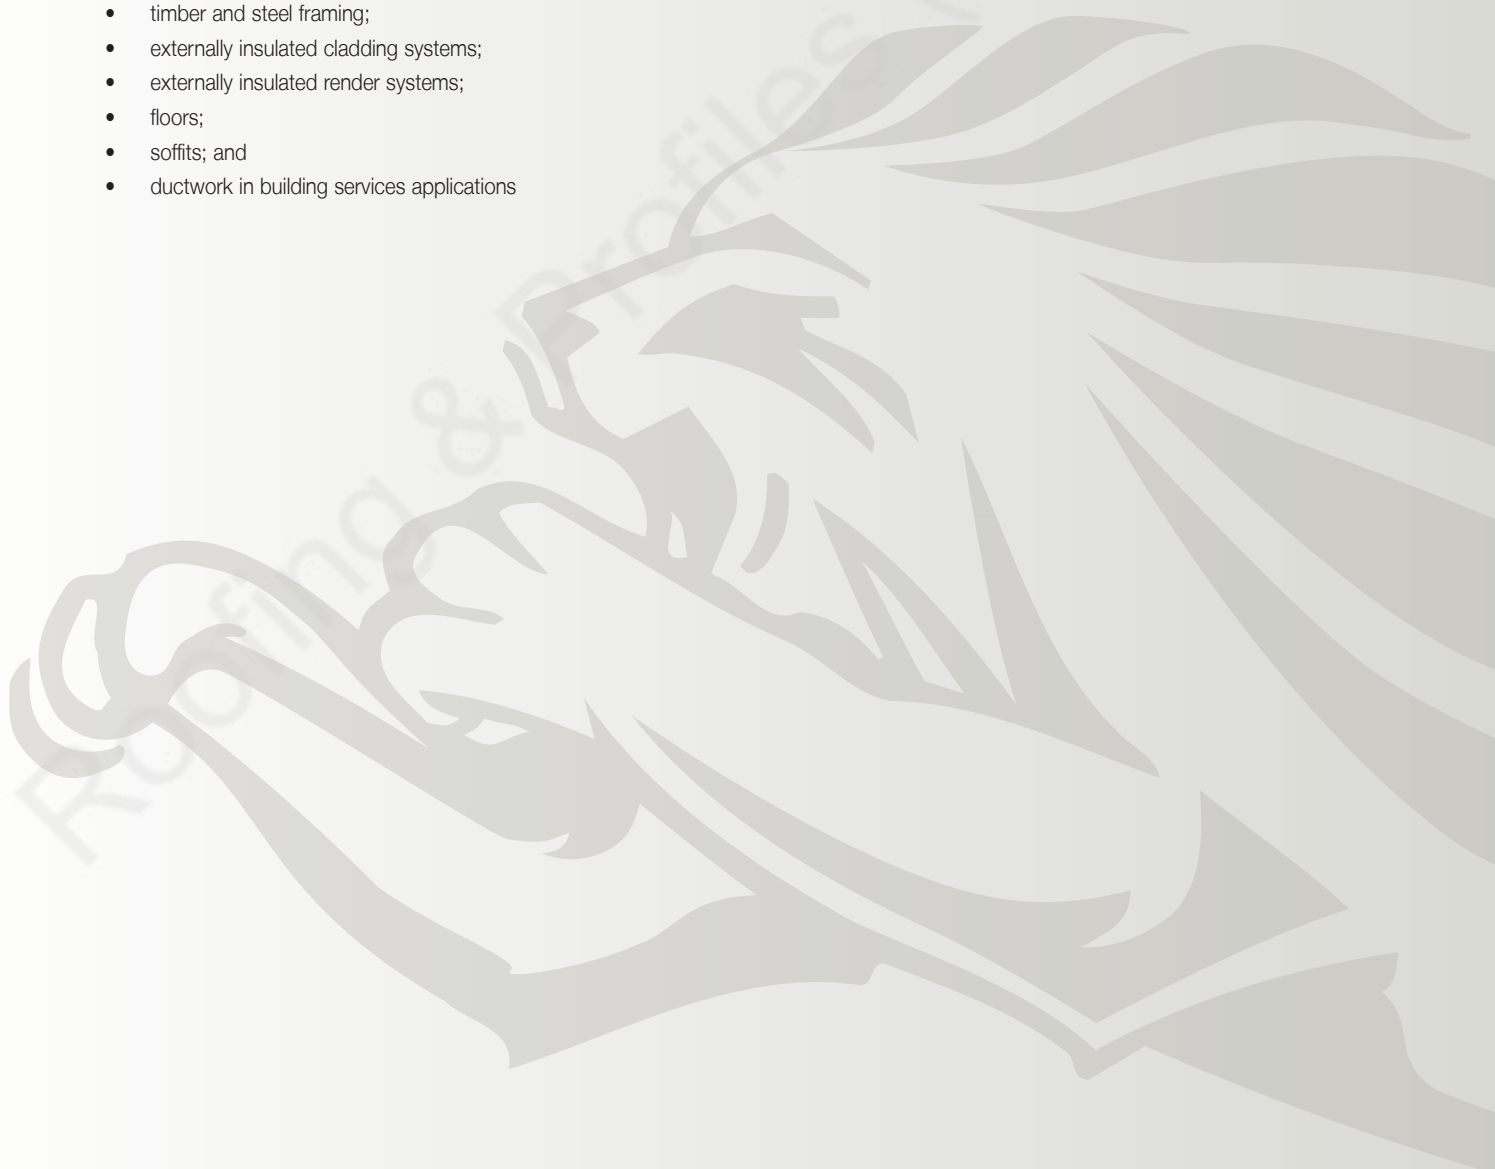 • timber and steel framing;
• externally insulated cladding systems;
• externally insulated render systems;
• floors;
• soffits; and
• ductwork in building services applications
Roofing & Profiles